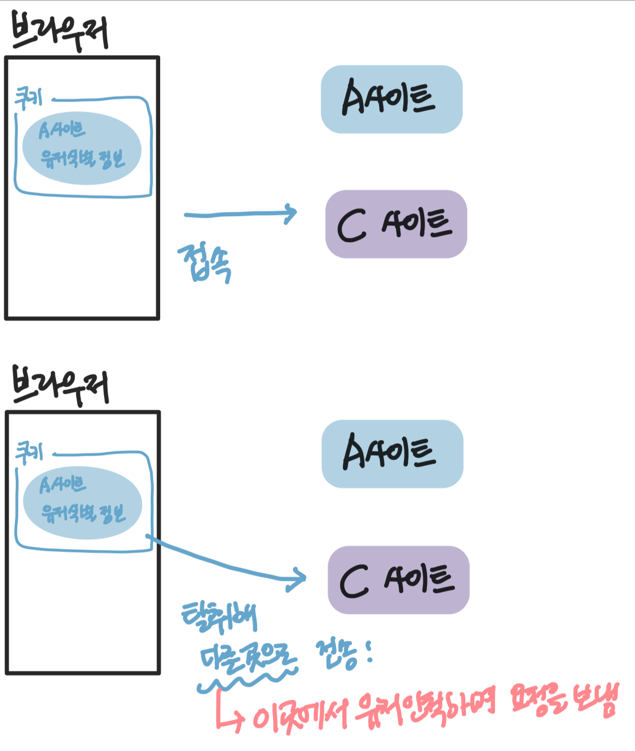 브라우저
쿠키
A사이트
유저식별 정보
A사이트
C 사이트
접속
브라우저
쿠키
A사이트
유저식별 정보
A사이트
C 사이트
탈취해
다른곳으로 전송!
이곳에서 유저인척하며 요청을 보냄